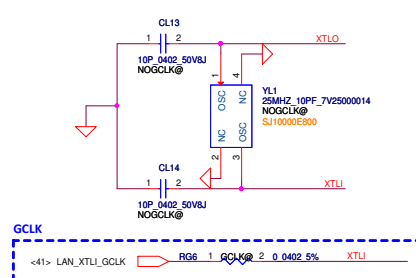 CL13
1 2 XTLO
10P_0402_50V8J
NOGCLK@
1 4
OSC NC
YL1
25MHZ_10PF_7V25000014
NOGCLK@
SJ10000E800
NC OSC
2 3
CL14
1 2 XTLI
10P_0402_50V8J
NOGCLK@
GCLK
<41> LAN_XTLI_GCLK RG6 1 GCLK@ 2 0_0402_5% XTLI